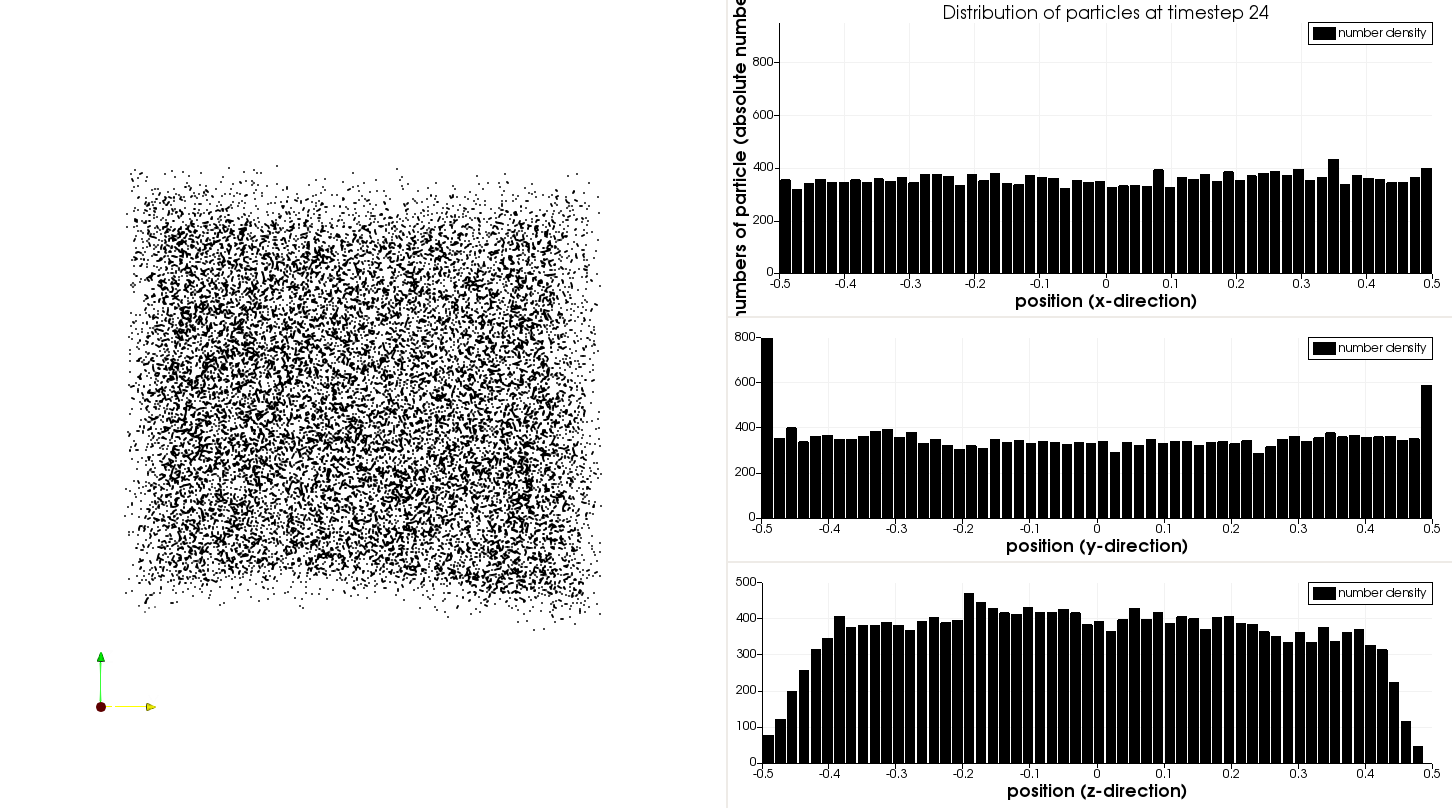 Distribution of particles at timestep 24
numbers of particle (absolute numbe
number density
800
600
400
200
0
-0.5 -0.4 -0.3 -0.2 -0.1 0 0.1 0.2 0.3 0.4 0.5
position (x-direction)
number density
800
600
400
200
0
-0.5 -0.4 -0.3 -0.2 -0.1 0 0.1 0.2 0.3 0.4 0.5
position (y-direction)
number density
500
400
300
200
100
0
-0.5 -0.4 -0.3 -0.2 -0.1 0 0.1 0.2 0.3 0.4 0.5
position (z-direction)